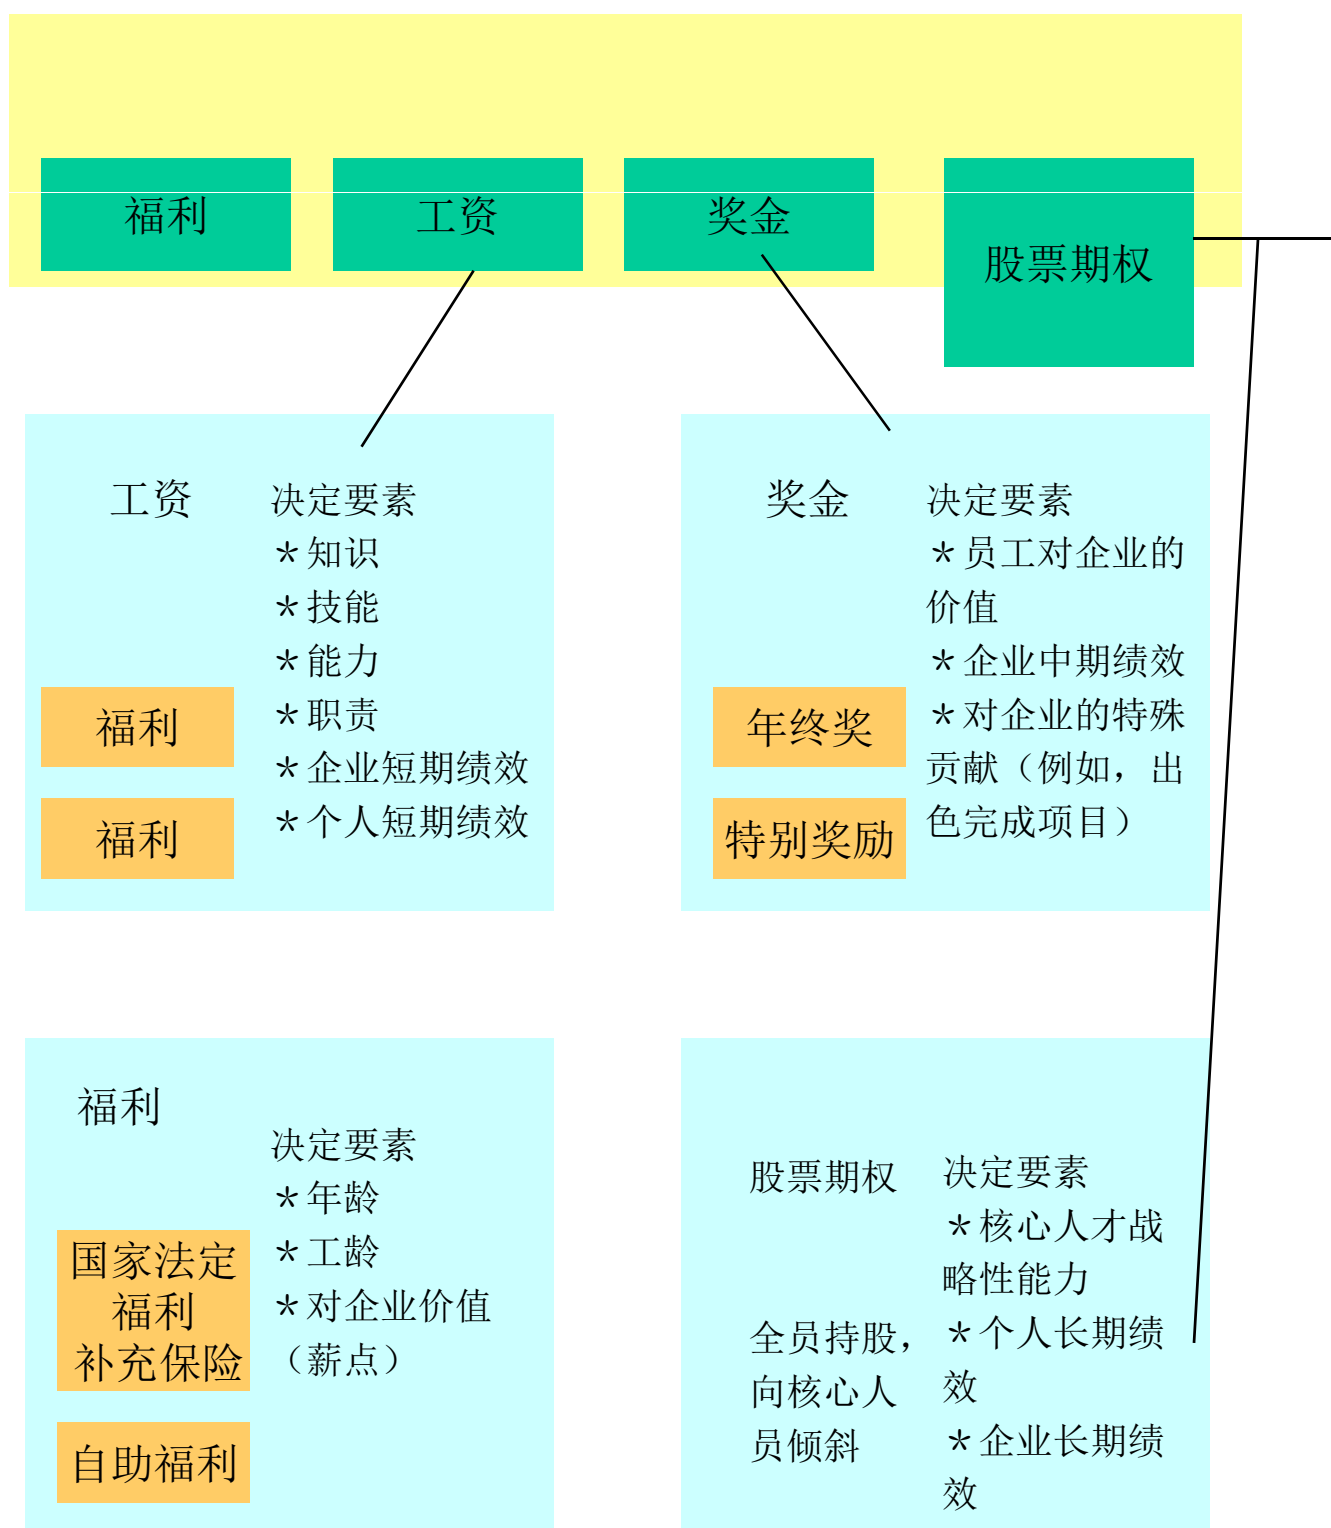 福利
工资
奖金
股票期权
工资
决定要素
＊知识
＊技能
＊能力
＊职责
＊企业短期绩效
＊个人短期绩效
福利
福利
奖金
决定要素
＊员工对企业的
价值
＊企业中期绩效
＊对企业的特殊
贡献（例如，出
色完成项目）
年终奖
特别奖励
福利
决定要素
＊年龄
＊工龄
＊对企业价值
（薪点）
国家法定
福利
补充保险
自助福利
股票期权
全员持股，
向核心人
员倾斜
决定要素
＊核心人才战
略性能力
＊个人长期绩
效
＊企业长期绩
效